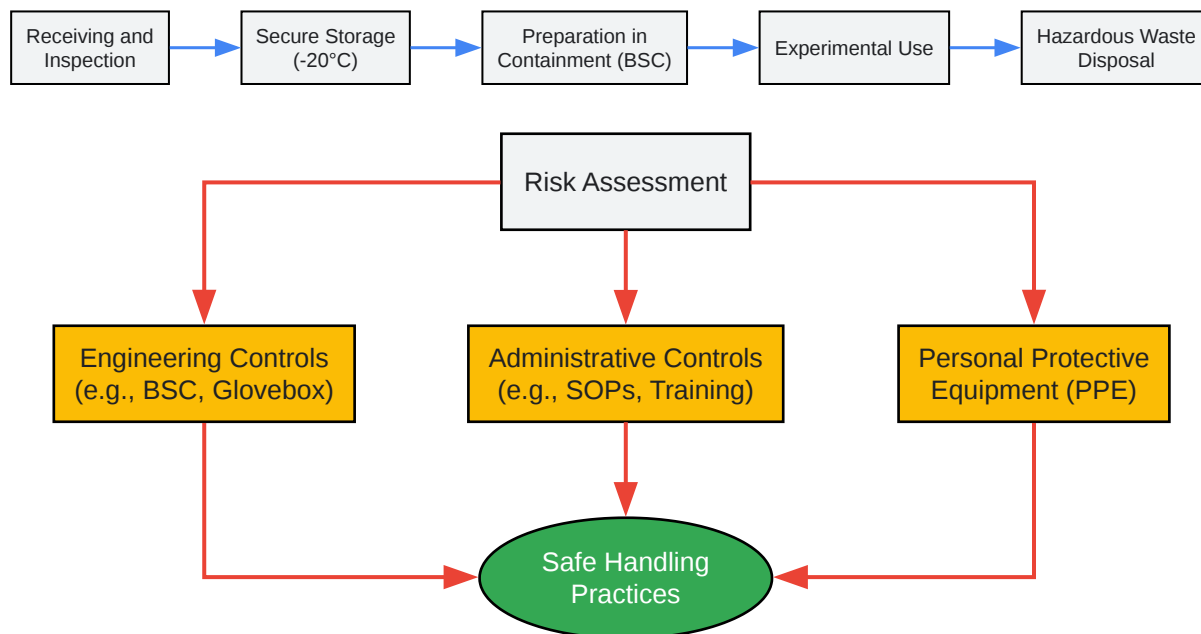 Receiving and
Inspection
Secure Storage
(-20°C)
Preparation in
Containment (BSC)
Experimental Use
Hazardous Waste
Disposal
Risk Assessment
Engineering Controls
(e.g., BSC, Glovebox)
Administrative Controls
(e.g., SOPs, Training)
Personal Protective
Equipment (PPE)
Safe Handling
Practices